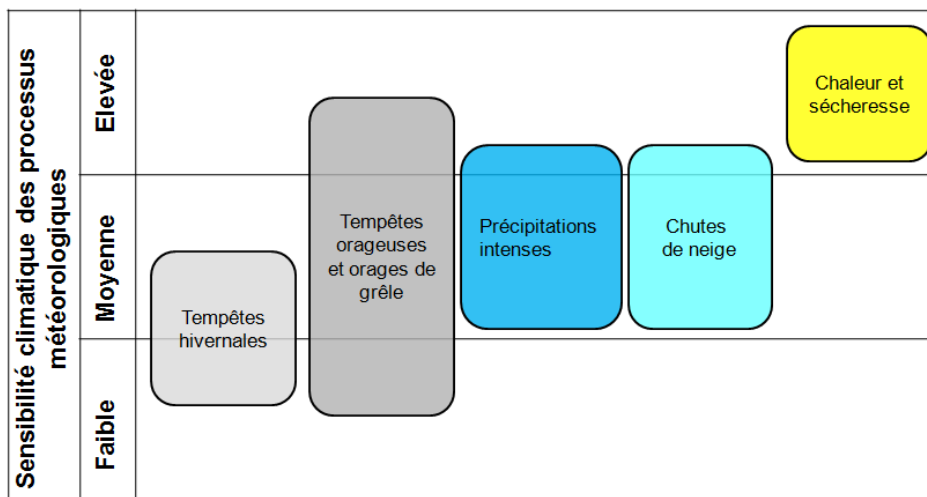 Sensibilité climatique des processus
météorologiques
Elevée
Moyenne
Faible
Tempêtes
hivernales
Tempêtes
orageuses
et orages de
grêle
Précipitations
intenses
Chutes
de neige
Chaleur et
sécheresse